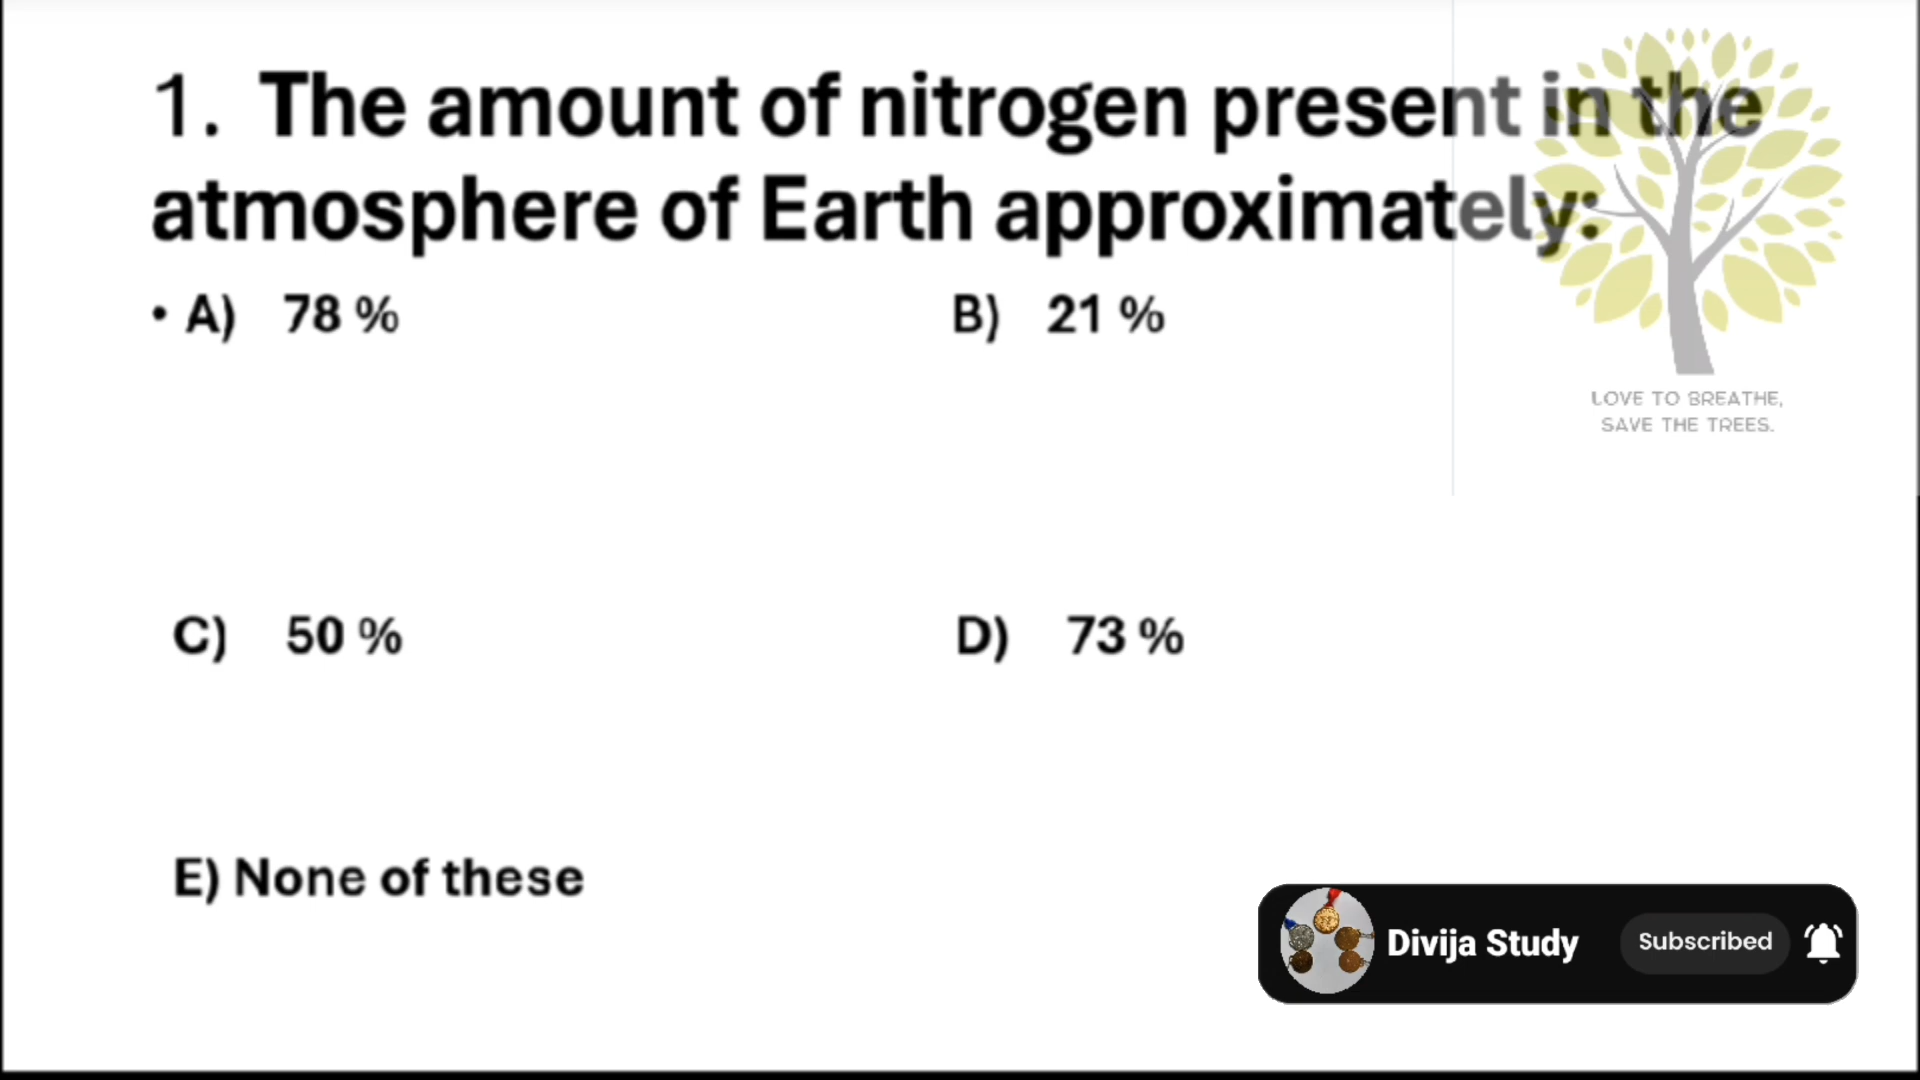 1. The amount of nitrogen present in the
atmosphere of Earth approximately:
• A) 78 % B) 21 %
LOVE TO BREATHE,
SAVE THE TREES.
C) 50 % D) 73 %
E) None of these
Divija Study Subscribed